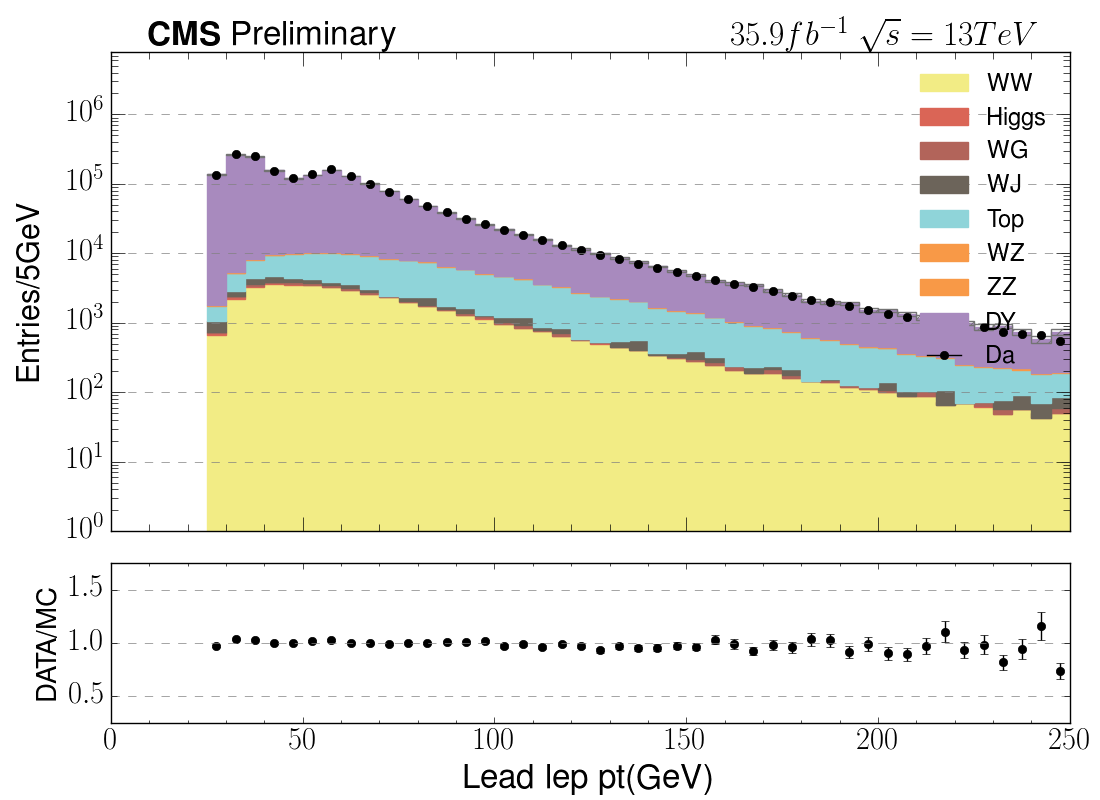 CMS Preliminary
35.9fb⁻¹ √s = 13TeV
Entries/5GeV
10⁶
10⁵
10⁴
10³
10²
10¹
10⁰
WW
Higgs
WG
WJ
Top
WZ
ZZ
DY
Da
DATA/MC
1.5
1.0
0.5
0 50 100 150 200 250
Lead lep pt(GeV)